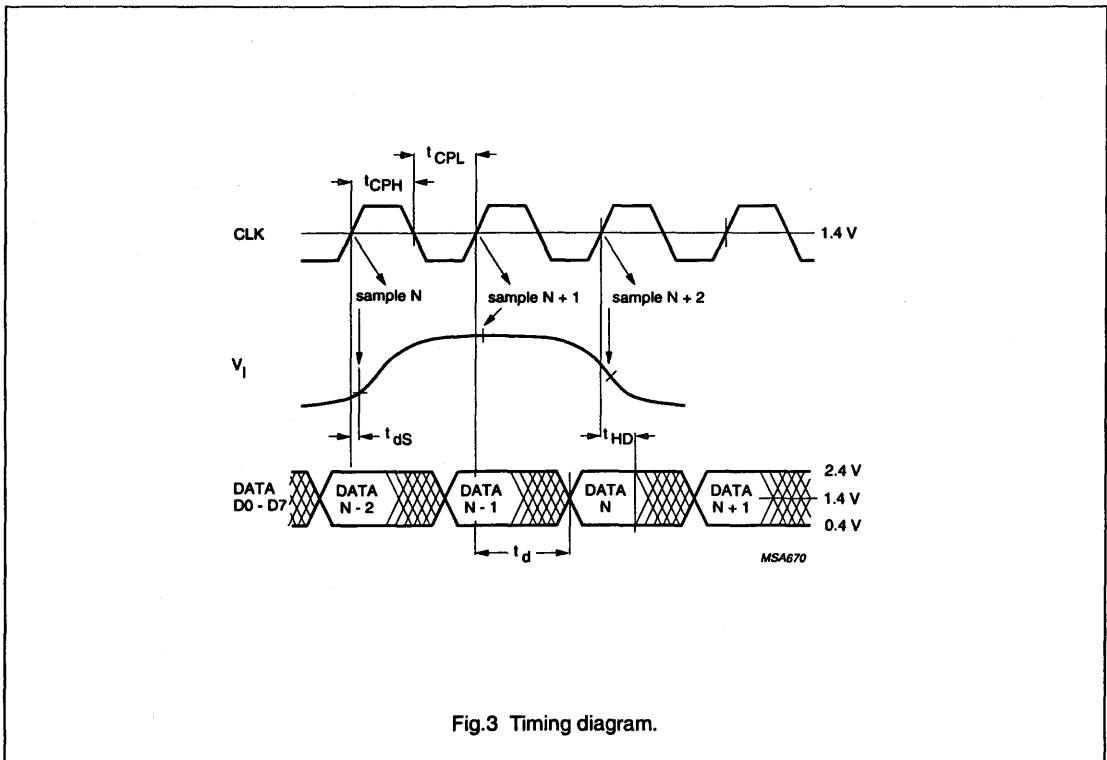 tCPL
tCPH
CLK
1.4 V
sample N
sample N + 1
sample N + 2
VI
tdS
tHD
DATA
D0 - D7
DATA
N - 2
DATA
N - 1
DATA
N
DATA
N + 1
2.4 V
1.4 V
0.4 V
td
MSA670
Fig.3 Timing diagram.